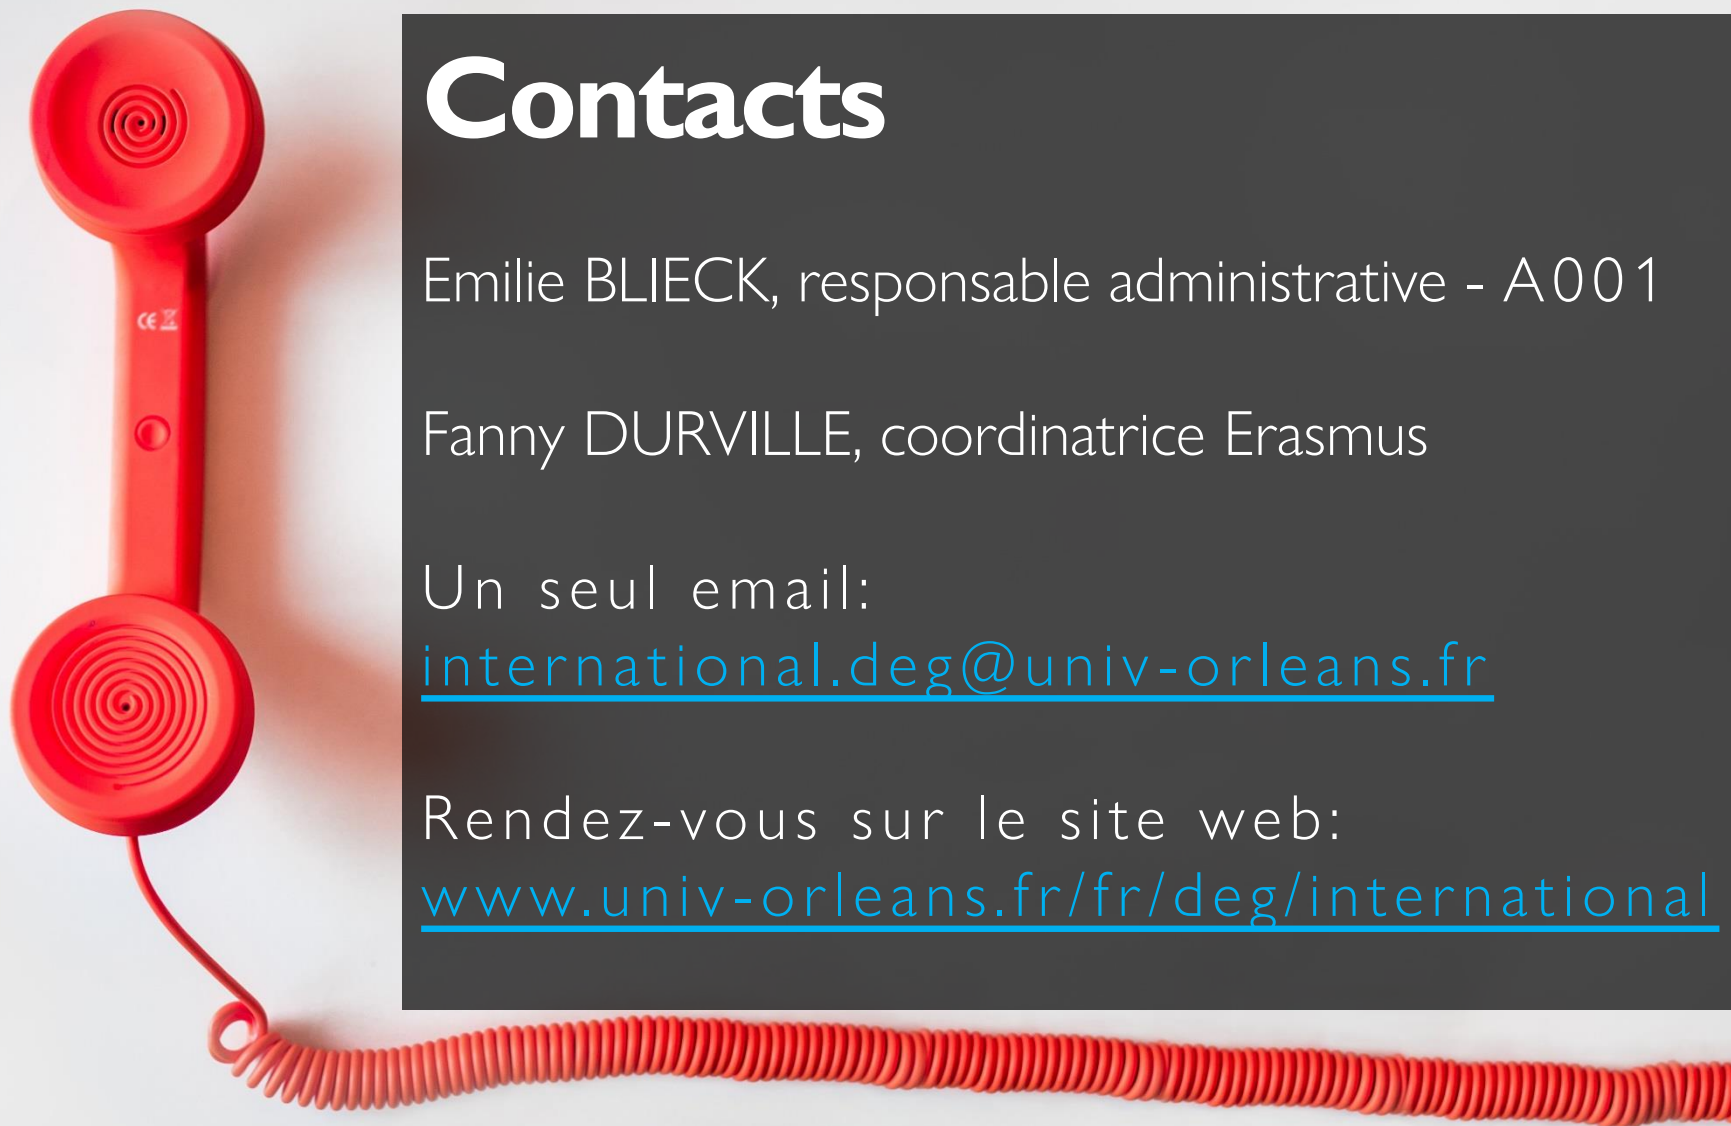 Contacts
Emilie BLIECK, responsable administrative - A001
Fanny DURVILLE, coordinatrice Erasmus
Un seul email:
international.deg@univ-orleans.fr
Rendez-vous sur le site web:
www.univ-orleans.fr/fr/deg/international
CE